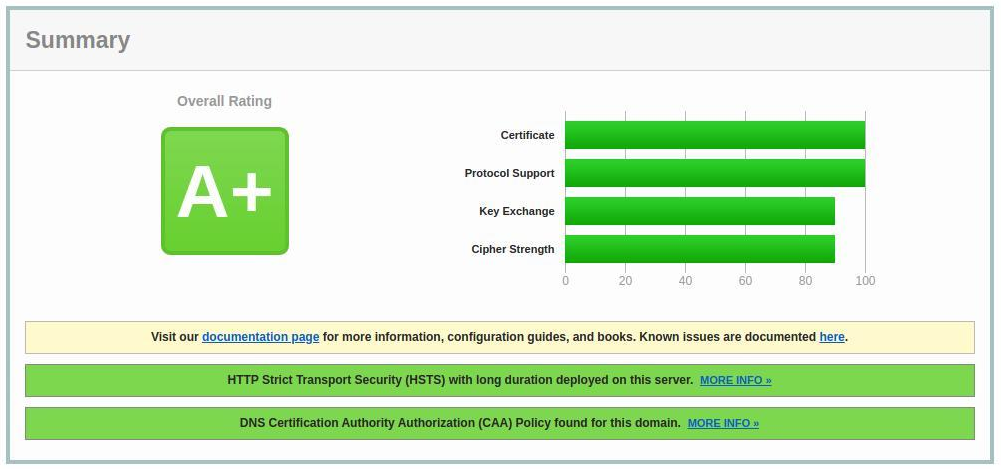 Summary
Overall Rating
A+
Certificate
Protocol Support
Key Exchange
Cipher Strength
0 20 40 60 80 100
Visit our documentation page for more information, configuration guides, and books. Known issues are documented here.
HTTP Strict Transport Security (HSTS) with long duration deployed on this server. MORE INFO »
DNS Certification Authority Authorization (CAA) Policy found for this domain. MORE INFO »